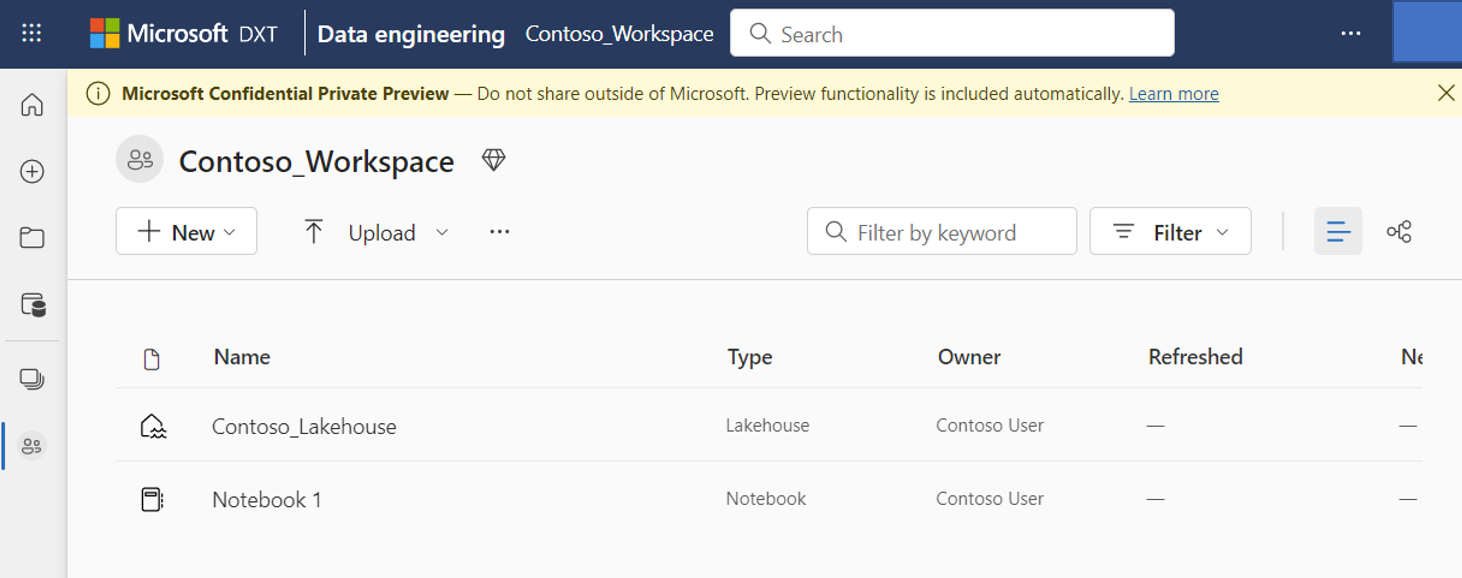 Microsoft DXT Data engineering Contoso_Workspace Search
Microsoft Confidential Private Preview — Do not share outside of Microsoft. Preview functionality is included automatically. Learn more
Contoso_Workspace
New Upload Filter by keyword Filter
Name Type Owner Refreshed Ne
Contoso_Lakehouse Lakehouse Contoso User — —
Notebook 1 Notebook Contoso User — —